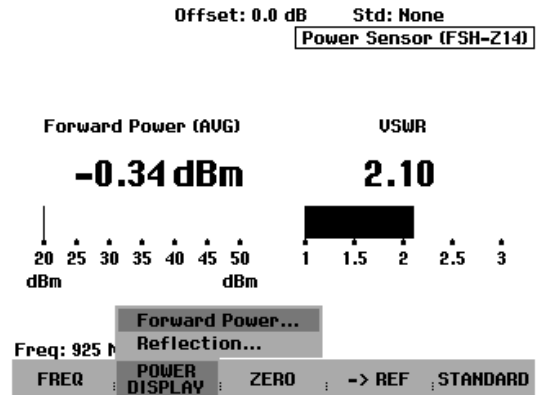 Offset: 0.0 dB Std: None
Power Sensor (FSH-Z14)
Forward Power (AVG) VSWR
-0.34 dBm 2.10
20 25 30 35 40 45 50 1 1.5 2 2.5 3
dBm dBm
Forward Power...
Reflection...
Freq: 925
FREQ POWER DISPLAY ZERO -> REF STANDARD